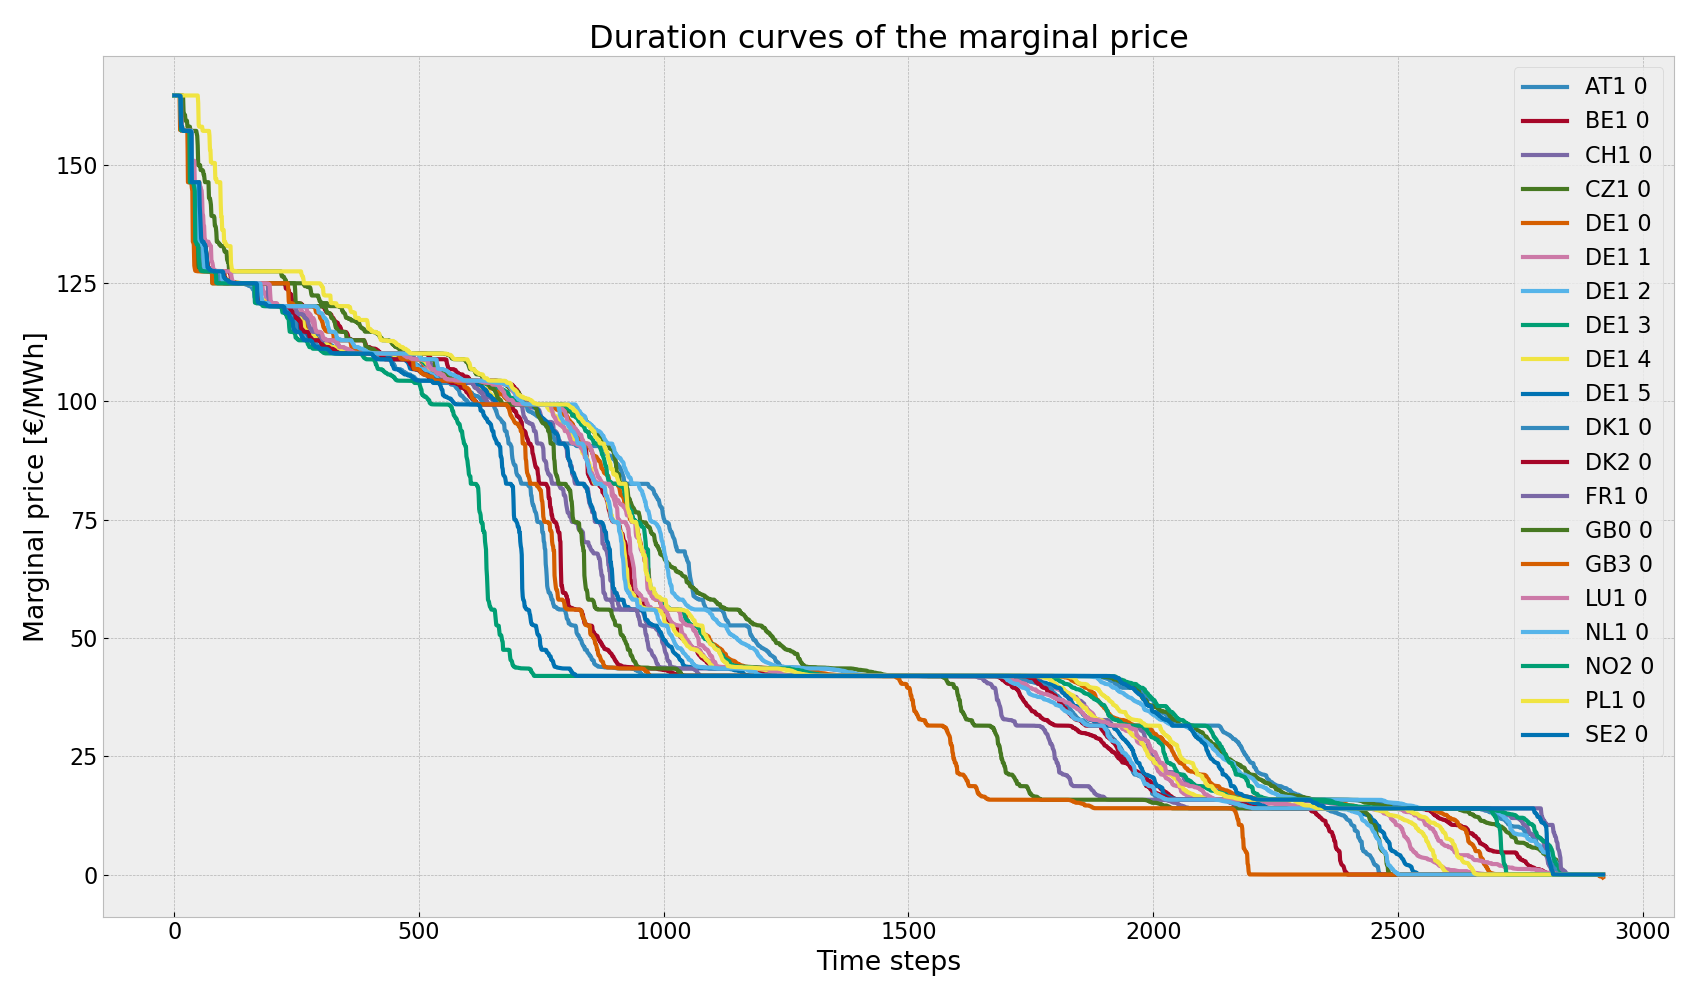 Duration curves of the marginal price
Marginal price [€/MWh]
150
125
100
75
50
25
0
0
500
1000
1500
2000
2500
3000
Time steps
AT1 0
BE1 0
CH1 0
CZ1 0
DE1 0
DE1 1
DE1 2
DE1 3
DE1 4
DE1 5
DK1 0
DK2 0
FR1 0
GB0 0
GB3 0
LU1 0
NL1 0
NO2 0
PL1 0
SE2 0